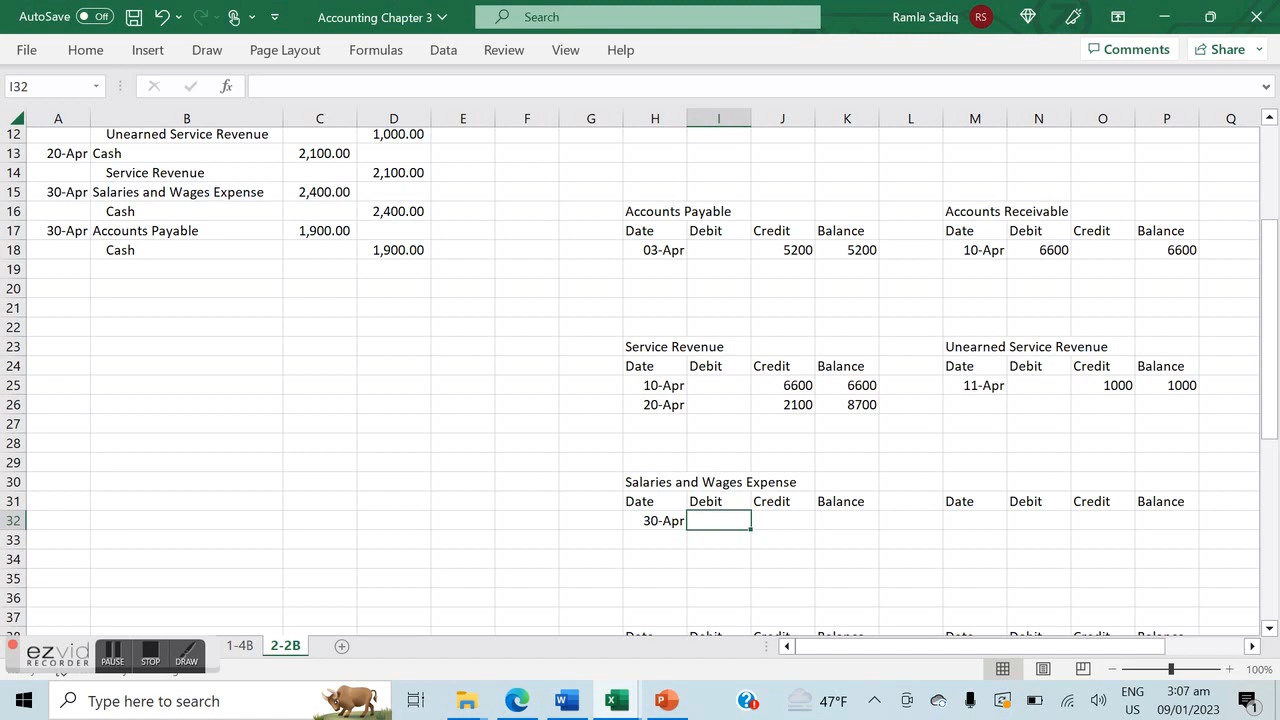 AutoSave Off Accounting Chapter 3 Search Ramla Sadiq RS
File Home Insert Draw Page Layout Formulas Data Review View Help Comments Share
I32 fx
A B C D E F G H I J K L M N O P Q
12 Unearned Service Revenue 1,000.00
13 20-Apr Cash 2,100.00
14 Service Revenue 2,100.00
15 30-Apr Salaries and Wages Expense 2,400.00
16 Cash 2,400.00 Accounts Payable Accounts Receivable
17 30-Apr Accounts Payable 1,900.00 Date Debit Credit Balance Date Debit Credit Balance
18 Cash 1,900.00 03-Apr 5200 5200 10-Apr 6600 6600
19
20
21
22
23 Service Revenue Unearned Service Revenue
24 Date Debit Credit Balance Date Debit Credit Balance
25 10-Apr 6600 6600 11-Apr 1000 1000
26 20-Apr 2100 8700
27
28
29
30 Salaries and Wages Expense
31 Date Debit Credit Balance Date Debit Credit Balance
32 30-Apr
33
34
35
36
37
38 Date Debit Credit Balance Date Debit Credit Balance
ezvid RECORDER PAUSE STOP DRAW 1-4B 2-2B
100%
Type here to search 47°F ENG US 3:07 am 09/01/2023 1